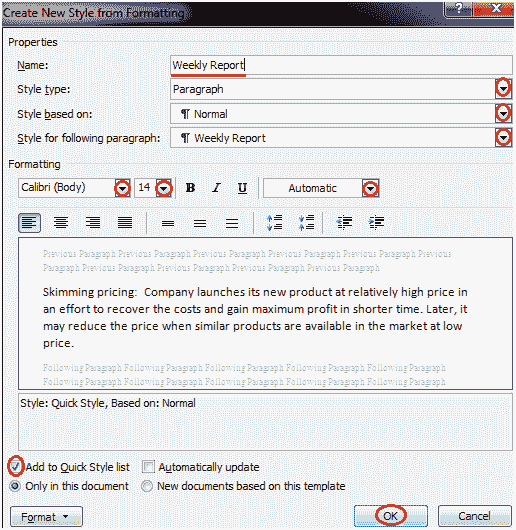 Create New Style from Formatting
Properties
Name: Weekly Report
Style type: Paragraph
Style based on: ¶ Normal
Style for following paragraph: ¶ Weekly Report
Formatting
Calibri (Body) 14 B I U Automatic
Previous Paragraph Previous Paragraph Previous Paragraph Previous Paragraph Previous Paragraph Previous
Paragraph Previous Paragraph Previous Paragraph Previous Paragraph Previous Paragraph
Skimming pricing: Company launches its new product at relatively high price in
an effort to recover the costs and gain maximum profit in shorter time. Later, it
may reduce the price when similar products are available in the market at low
price.
Following Paragraph Following Paragraph Following Paragraph Following Paragraph Following Paragraph
Following Paragraph Following Paragraph Following Paragraph Following Paragraph Following Paragraph
Style: Quick Style, Based on: Normal
Add to Quick Style list Automatically update
Only in this document New documents based on this template
Format OK Cancel